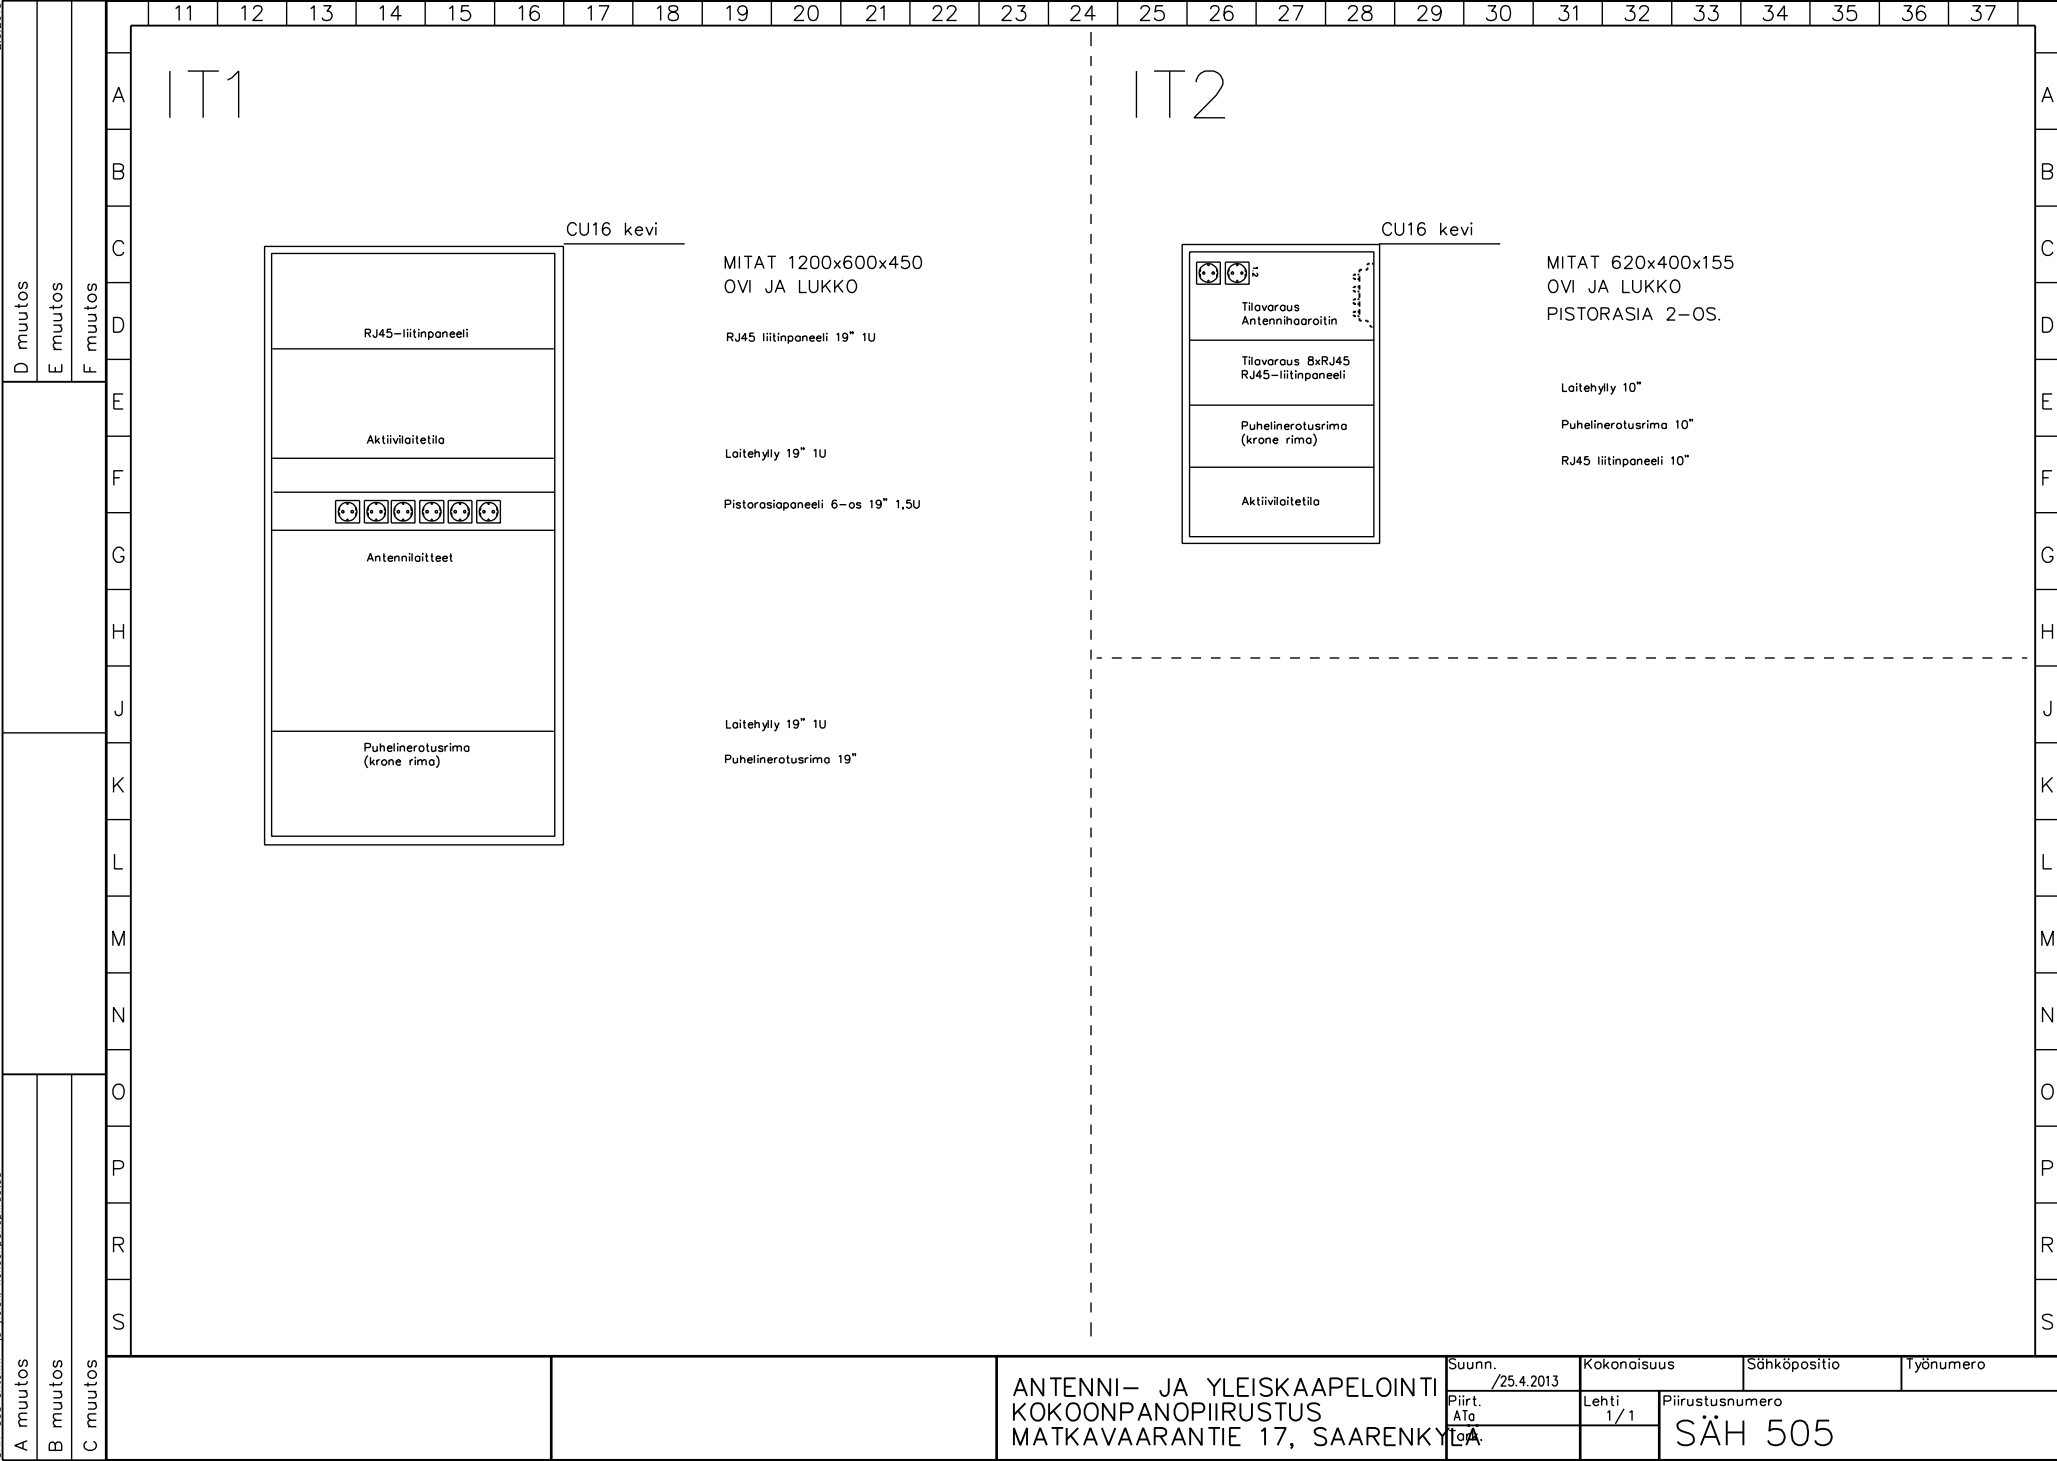 11 12 13 14 15 16 17 18 19 20 21 22 23 24 25 26 27 28 29 30 31 32 33 34 35 36 37
D muutos
E muutos
F muutos
A muutos
B muutos
C muutos
A
B
C
D
E
F
G
H
J
K
L
M
N
O
P
R
S
IT1
CU16 kevi
MITAT 1200x600x450
OVI JA LUKKO
RJ45-liitinpaneeli
RJ45 liitinpaneeli 19" 1U
Aktiivilaitetila
Laitehylly 19" 1U
Pistorasiapaneeli 6-os 19" 1,5U
Antennilaitteet
Laitehylly 19" 1U
Puhelinerotusrima
(krone rima)
Puhelinerotusrima 19"
IT2
CU16 kevi
MITAT 620x400x155
OVI JA LUKKO
PISTORASIA 2-OS.
1.2
Tilavaraus
Antennihaaroitin
Tilavaraus 8xRJ45
RJ45-liitinpaneeli
Laitehylly 10"
Puhelinerotusrima
(krone rima)
Puhelinerotusrima 10"
RJ45 liitinpaneeli 10"
Aktiivilaitetila
A
B
C
D
E
F
G
H
J
K
L
M
N
O
P
R
S
ANTENNI- JA YLEISKAAPELOINTI
KOKOONPANOPIIRUSTUS
MATKAVAARANTIE 17, SAARENKYLÄ
Suunn.
/25.4.2013
Kokonaisuus
Sähköpositio
Työnumero
Piirt.
ATa
Tark.
Lehti
1/1
Piirustusnumero
SÄH 505